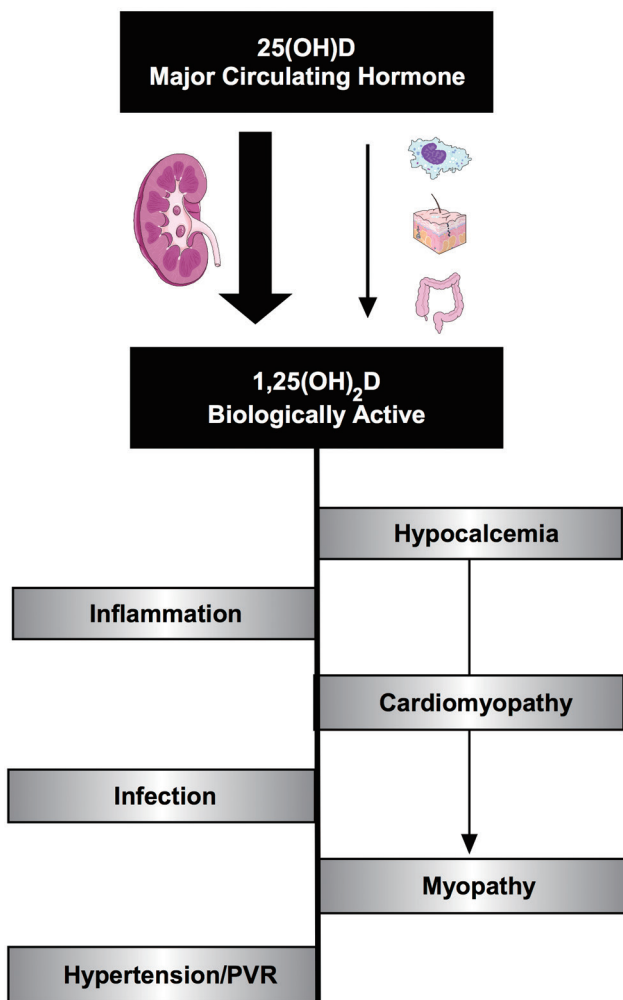 25(OH)D
Major Circulating Hormone
1,25(OH)₂D
Biologically Active
Hypocalcemia
Inflammation
Cardiomyopathy
Infection
Myopathy
Hypertension/PVR